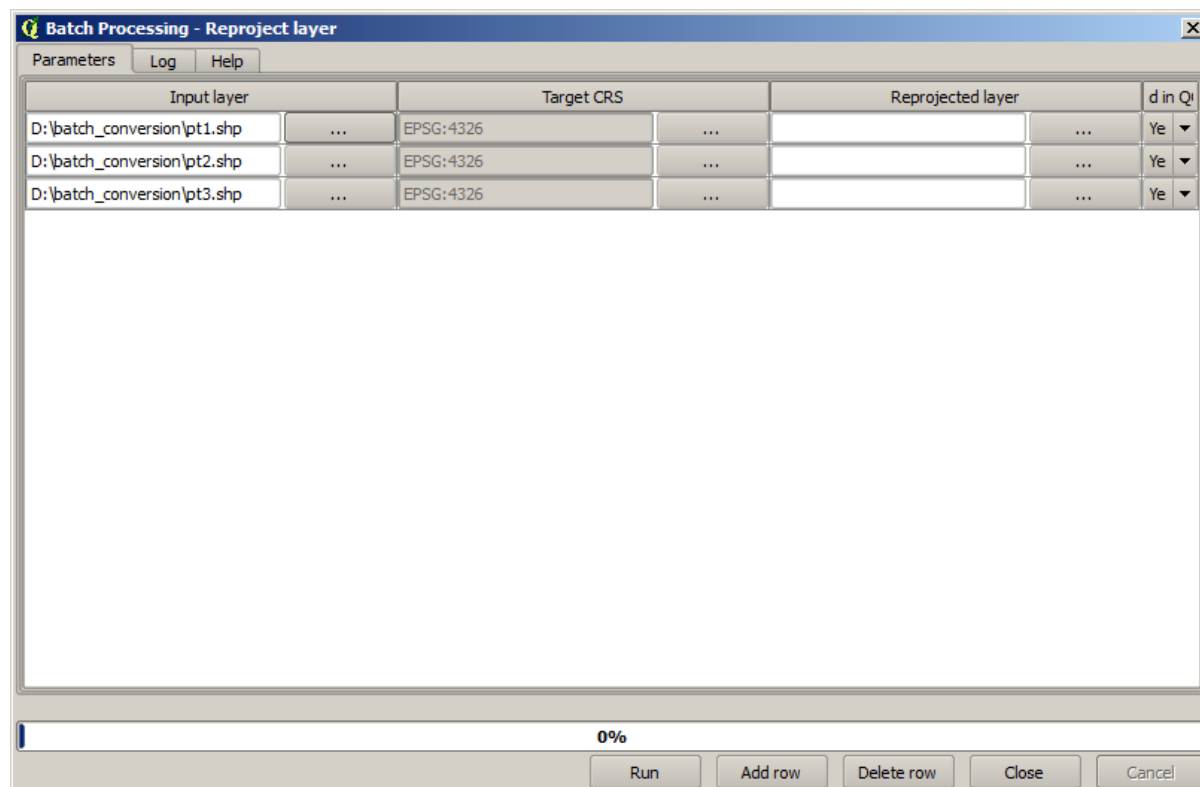 Batch Processing - Reproject layer
Parameters Log Help
Input layer Target CRS Reprojected layer d in Q
D:\batch_conversion\pt1.shp ... EPSG:4326 ... ... Ye
D:\batch_conversion\pt2.shp ... EPSG:4326 ... ... Ye
D:\batch_conversion\pt3.shp ... EPSG:4326 ... ... Ye
0%
Run Add row Delete row Close Cancel